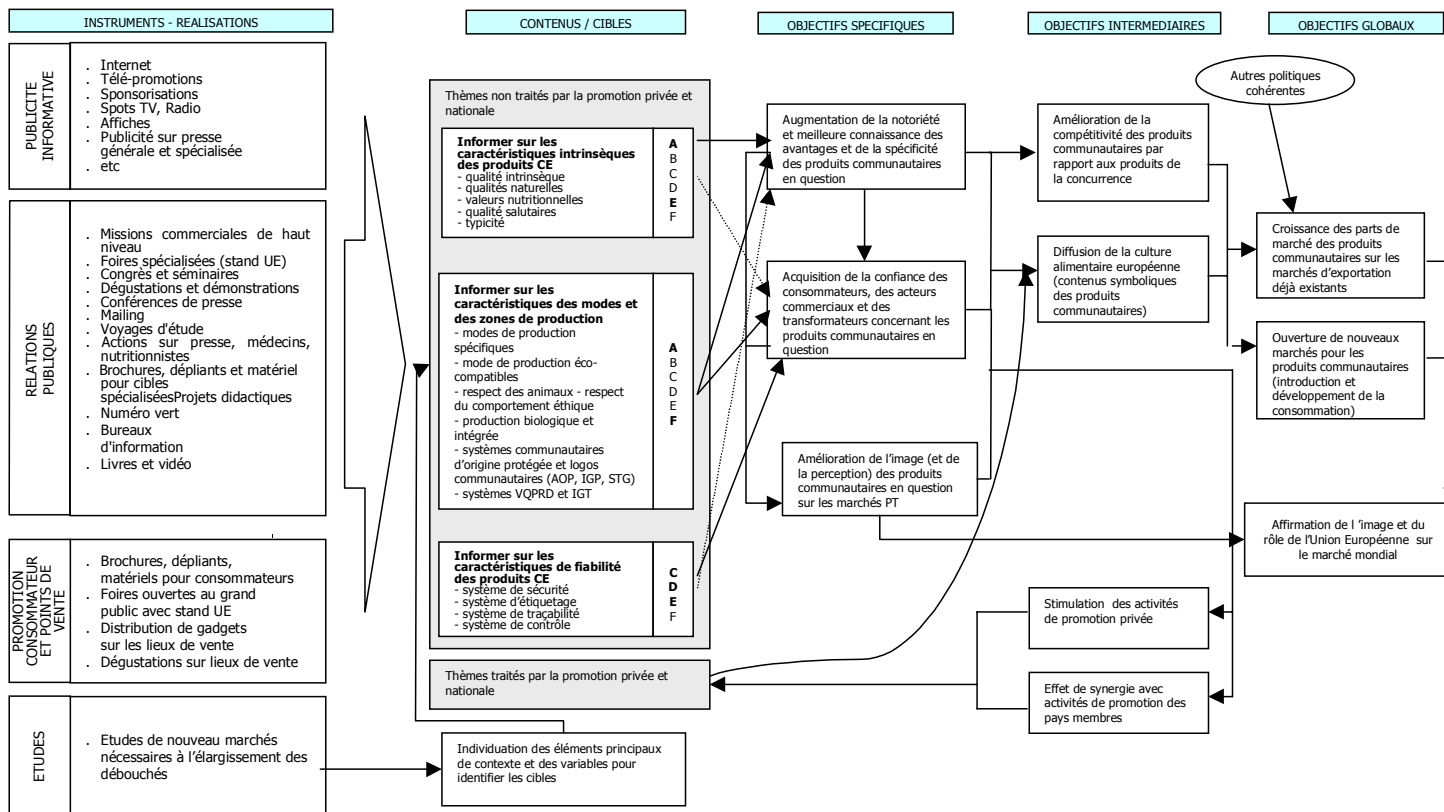 INSTRUMENTS - REALISATIONS
PUBLICITE
INFORMATIVE
. Internet
. Télé-promotions
. Sponsorisations
. Spots TV, Radio
. Affiches
. Publicité sur presse
générale et spécialisée
. etc
RELATIONS
PUBLIQUES
. Missions commerciales de haut
niveau
. Foires spécialisées (stand UE)
. Congrès et séminaires
. Dégustations et démonstrations
. Conférences de presse
. Mailing
. Voyages d'étude
. Actions sur presse, médecins,
nutritionnistes
. Brochures, dépliants et matériel
pour cibles
spécialiséesProjets didactiques
. Numéro vert
. Bureaux
d'information
. Livres et vidéo
PROMOTION
CONSOMMATEUR
ET POINTS DE
VENTE
. Brochures, dépliants,
matériels pour consommateurs
. Foires ouvertes au grand
public avec stand UE
. Distribution de gadgets
sur les lieux de vente
. Dégustations sur lieux de vente
ETUDES
. Etudes de nouveau marchés
nécessaires à l'élargissement des
débouchés
CONTENUS / CIBLES
Thèmes non traités par la promotion privée et
nationale
Informer sur les
caractéristiques intrinsèques
des produits CE
- qualité intrinsèque
- qualités naturelles
- valeurs nutritionnelles
- qualité salutaires
- typicité
A
B
C
D
E
F
Informer sur les
caractéristiques des modes et
des zones de production
- modes de production
spécifiques
- mode de production éco-
compatibles
- respect des animaux - respect
du comportement éthique
- production biologique et
intégrée
- systèmes communautaires
d'origine protégée et logos
communautaires (AOP, IGP, STG)
- systèmes VQPRD et IGT
A
B
C
D
E
F
Informer sur les
caractéristiques de fiabilité
des produits CE
- système de sécurité
- système d'étiquetage
- système de traçabilité
- système de contrôle
C
D
E
F
Thèmes traités par la promotion privée et
nationale
Individuation des éléments principaux
de contexte et des variables pour
identifier les cibles
OBJECTIFS SPECIFIQUES
Augmentation de la notoriété
et meilleure connaissance des
avantages et de la spécificité
des produits communautaires
en question
Acquisition de la confiance des
consommateurs, des acteurs
commerciaux et des
transformateurs concernant les
produits communautaires en
question
Amélioration de l'image (et de
la perception) des produits
communautaires en question
sur les marchés PT
OBJECTIFS INTERMEDIAIRES
Amélioration de la
compétitivité des produits
communautaires par
rapport aux produits de
la concurrence
Diffusion de la culture
alimentaire européenne
(contenus symboliques
des produits
communautaires)
Stimulation des activités
de promotion privée
Effet de synergie avec
activités de promotion des
pays membres
OBJECTIFS GLOBAUX
Autres politiques
cohérentes
Croissance des parts de
marché des produits
communautaires sur les
marchés d'exportation
déjà existants
Ouverture de nouveaux
marchés pour les
produits communautaires
(introduction et
développement de la
consommation)
Affirmation de l 'image et du
rôle de l'Union Européenne sur
le marché mondial